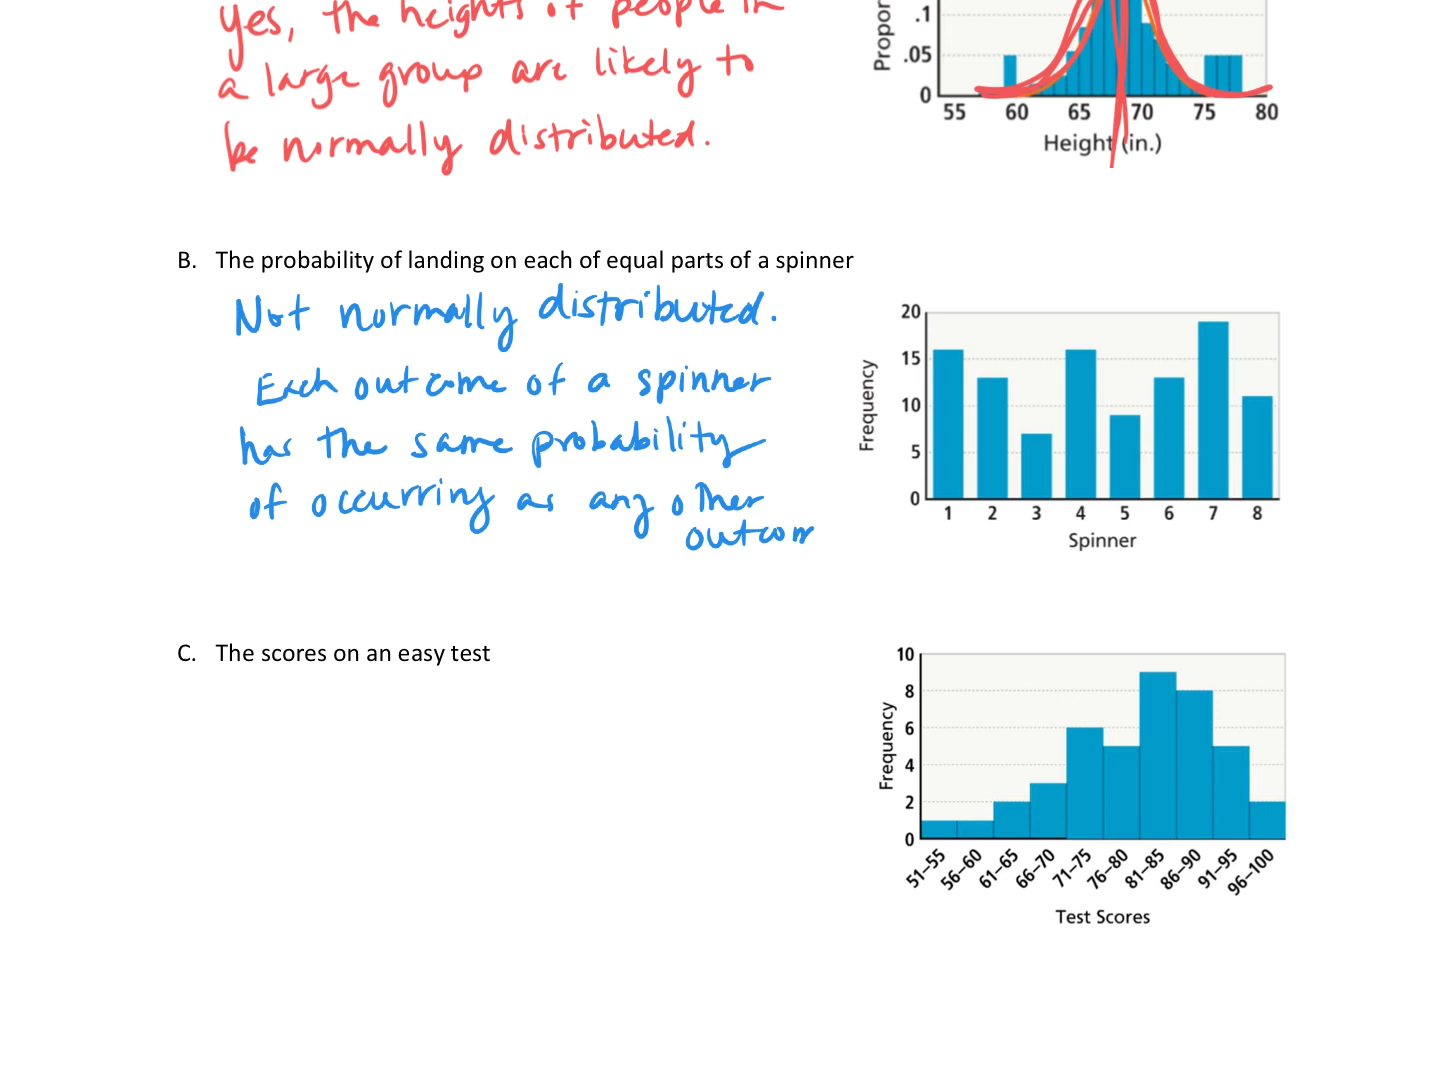 yes, the heights of people in
a large group are likely to
be normally distributed.
Propor
.1
.05
0
55 60 65 70 75 80
Height (in.)
B. The probability of landing on each of equal parts of a spinner
Not normally distributed.
Each outcome of a spinner
has the same probability
of occurring as any other
outcom
Frequency
20
15
10
5
0
1 2 3 4 5 6 7 8
Spinner
C. The scores on an easy test
Frequency
10
8
6
4
2
0
51–55 56–60 61–65 66–70 71–75 76–80 81–85 86–90 91–95 96–100
Test Scores